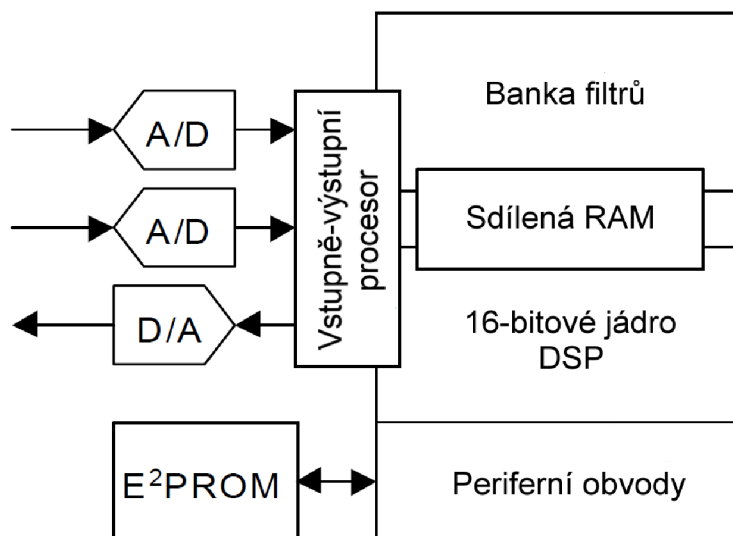 A/D
A/D
D/A
E²PROM
Vstupně-výstupní
procesor
Banka filtrů
Sdílená RAM
16-bitové jádro
DSP
Periferní obvody